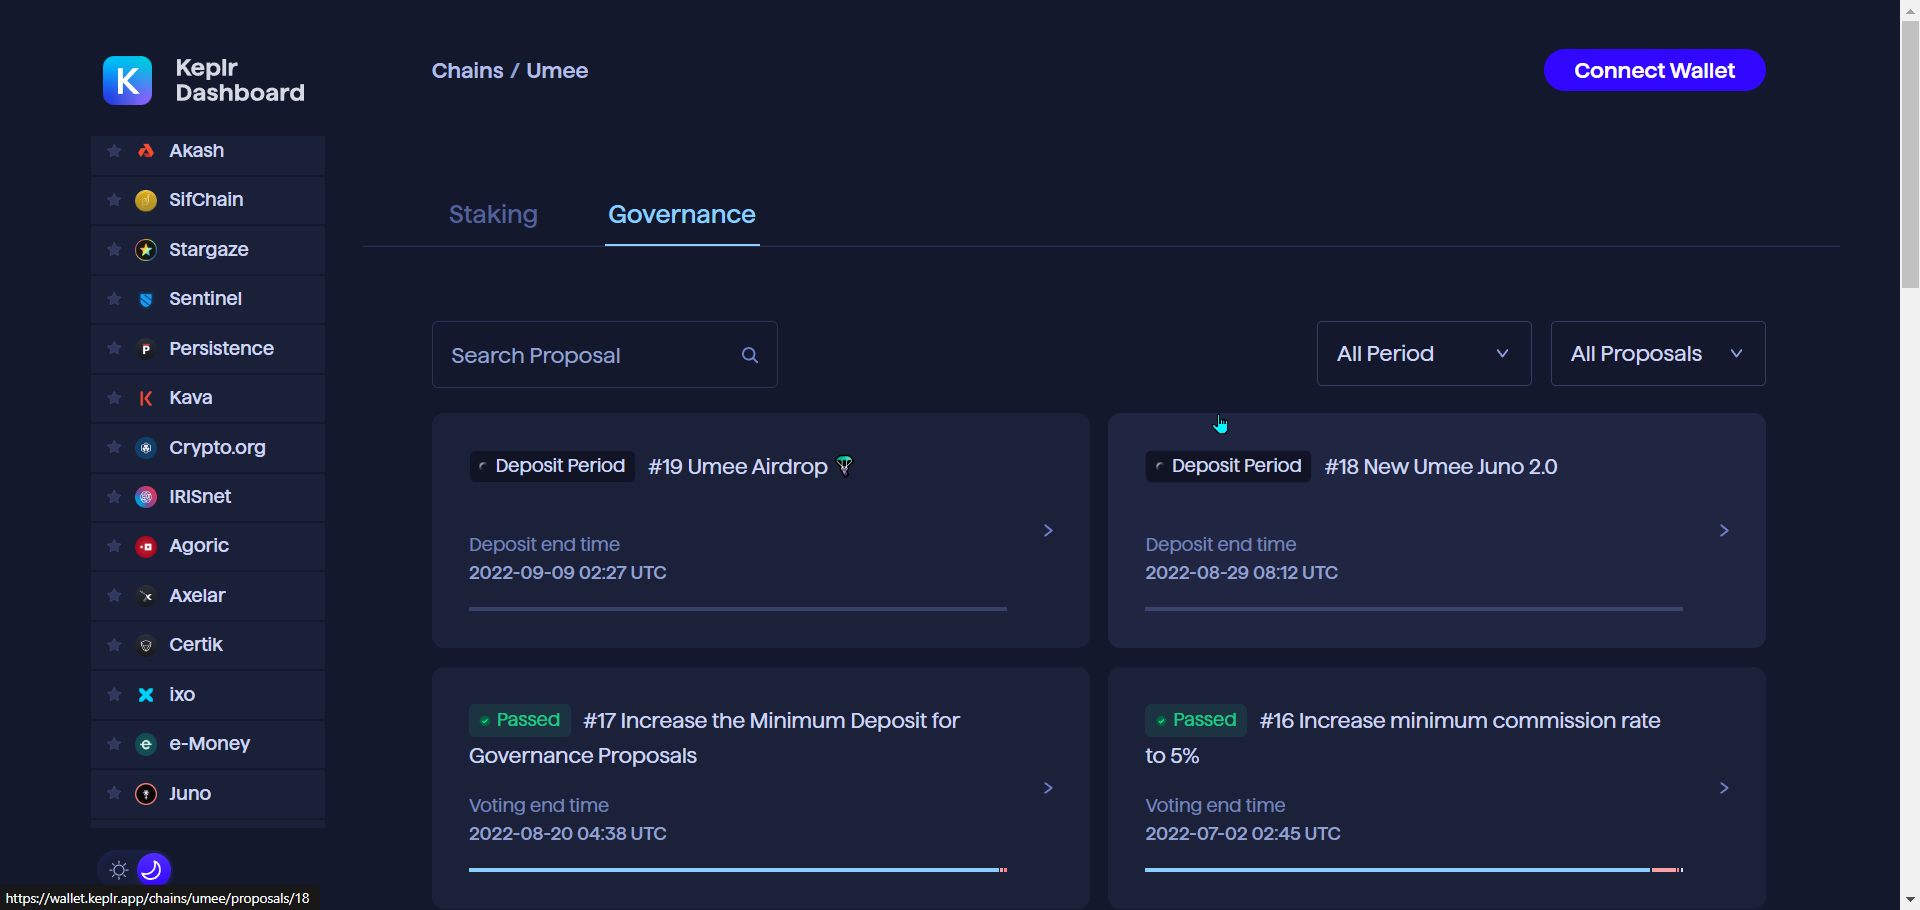 Keplr
Dashboard
Chains / Umee
Connect Wallet
Akash
SifChain
Stargaze
Sentinel
Persistence
Kava
Crypto.org
IRISnet
Agoric
Axelar
Certik
ixo
e-Money
Juno
Staking
Governance
Search Proposal
All Period
All Proposals
Deposit Period #19 Umee Airdrop
Deposit end time
2022-09-09 02:27 UTC
Deposit Period #18 New Umee Juno 2.0
Deposit end time
2022-08-29 08:12 UTC
Passed #17 Increase the Minimum Deposit for
Governance Proposals
Voting end time
2022-08-20 04:38 UTC
Passed #16 Increase minimum commission rate
to 5%
Voting end time
2022-07-02 02:45 UTC
https://wallet.keplr.app/chains/umee/proposals/18